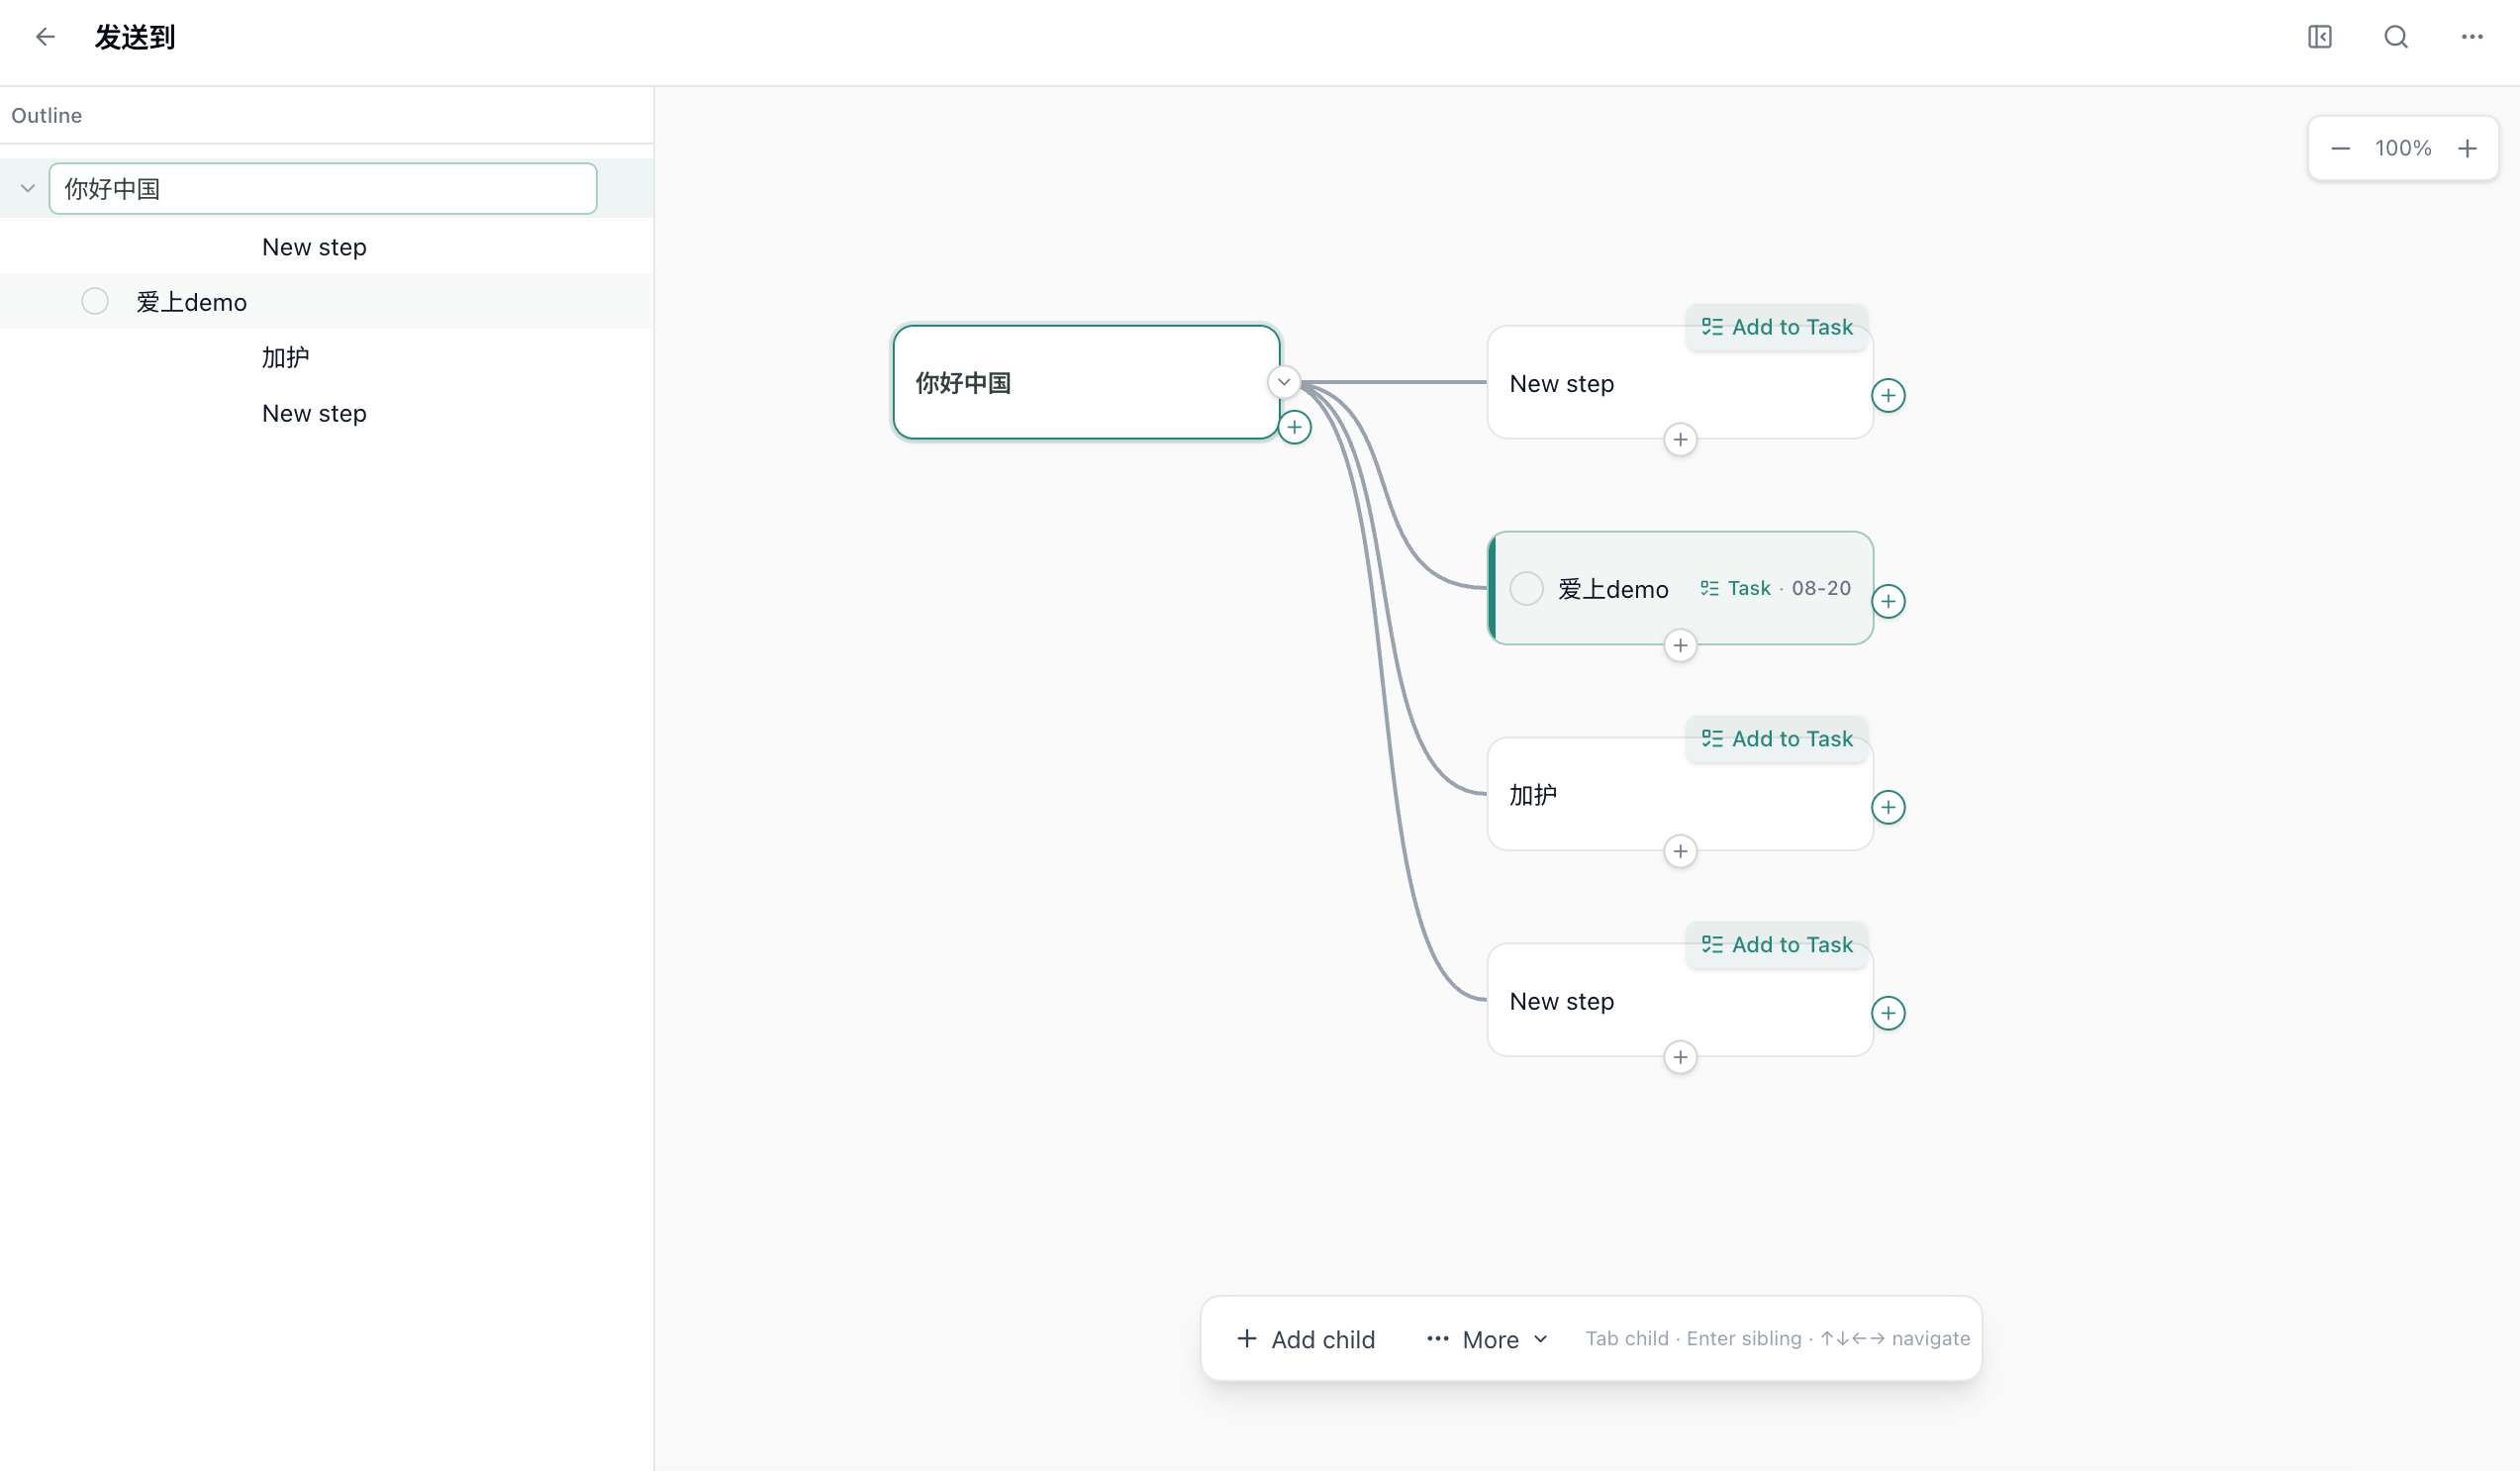 发送到
Outline
你好中国
New step
爱上demo
加护
New step
100%
你好中国
Add to Task
New step
爱上demo
Task · 08-20
Add to Task
加护
Add to Task
New step
Add child
More
Tab child · Enter sibling · ↑↓←→ navigate